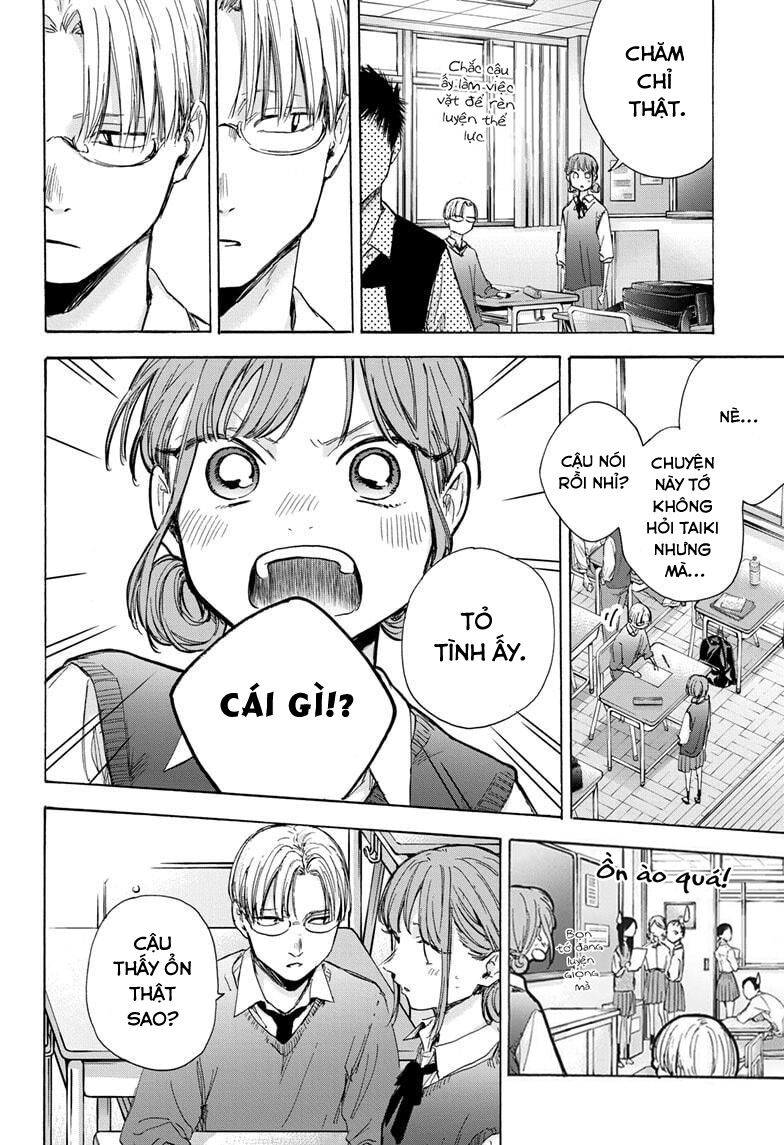 CHĂM
CHỈ
THẬT.
Chắc cậu
ấy làm việc
vặt để rèn
luyện thể
lực
NÈ...
CHUYỆN
NÀY TỚ
KHÔNG
HỎI TAIKI
NHƯNG
MÀ...
CẬU NÓI
RỒI NHỈ?
TỎ
TÌNH ẤY.
CÁI GÌ!?
Ồn ào quá!
Bọn
tớ đang
luyện
giọng
mà
CẬU
THẤY ỔN
THẬT
SAO?